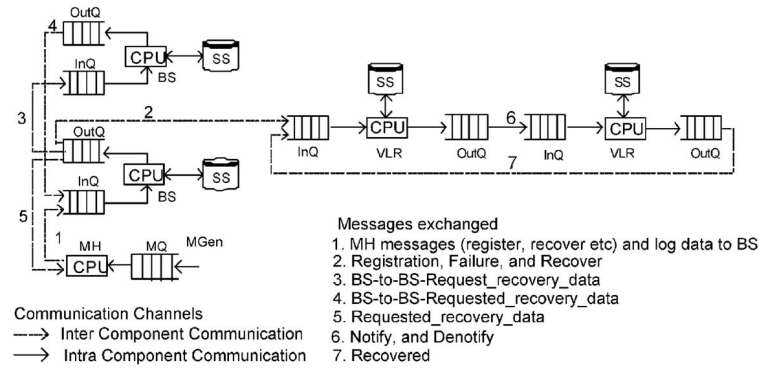 4
OutQ
CPU
SS
InQ
BS
SS
SS
3
2
6
OutQ
CPU
CPU
InQ
VLR
OutQ
InQ
VLR
OutQ
7
InQ
CPU
SS
BS
5
1
MH
MQ
MGen
CPU
Messages exchanged
1. MH messages (register, recover etc) and log data to BS
2. Registration, Failure, and Recover
3. BS-to-BS-Request_recovery_data
4. BS-to-BS-Requested_recovery_data
5. Requested_recovery_data
6. Notify, and Denotify
7. Recovered
Communication Channels
Inter Component Communication
Intra Component Communication